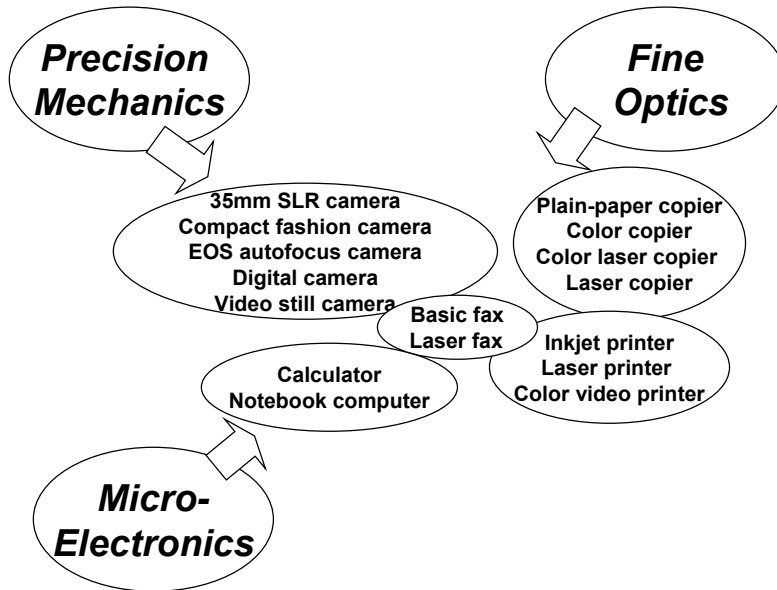 Precision
Mechanics
Fine
Optics
35mm SLR camera
Compact fashion camera
EOS autofocus camera
Digital camera
Video still camera
Plain-paper copier
Color copier
Color laser copier
Laser copier
Basic fax
Laser fax
Inkjet printer
Laser printer
Color video printer
Calculator
Notebook computer
Micro-
Electronics